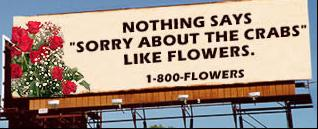 NOTHING SAYS
"SORRY ABOUT THE CRABS"
LIKE FLOWERS.
1-800-FLOWERS